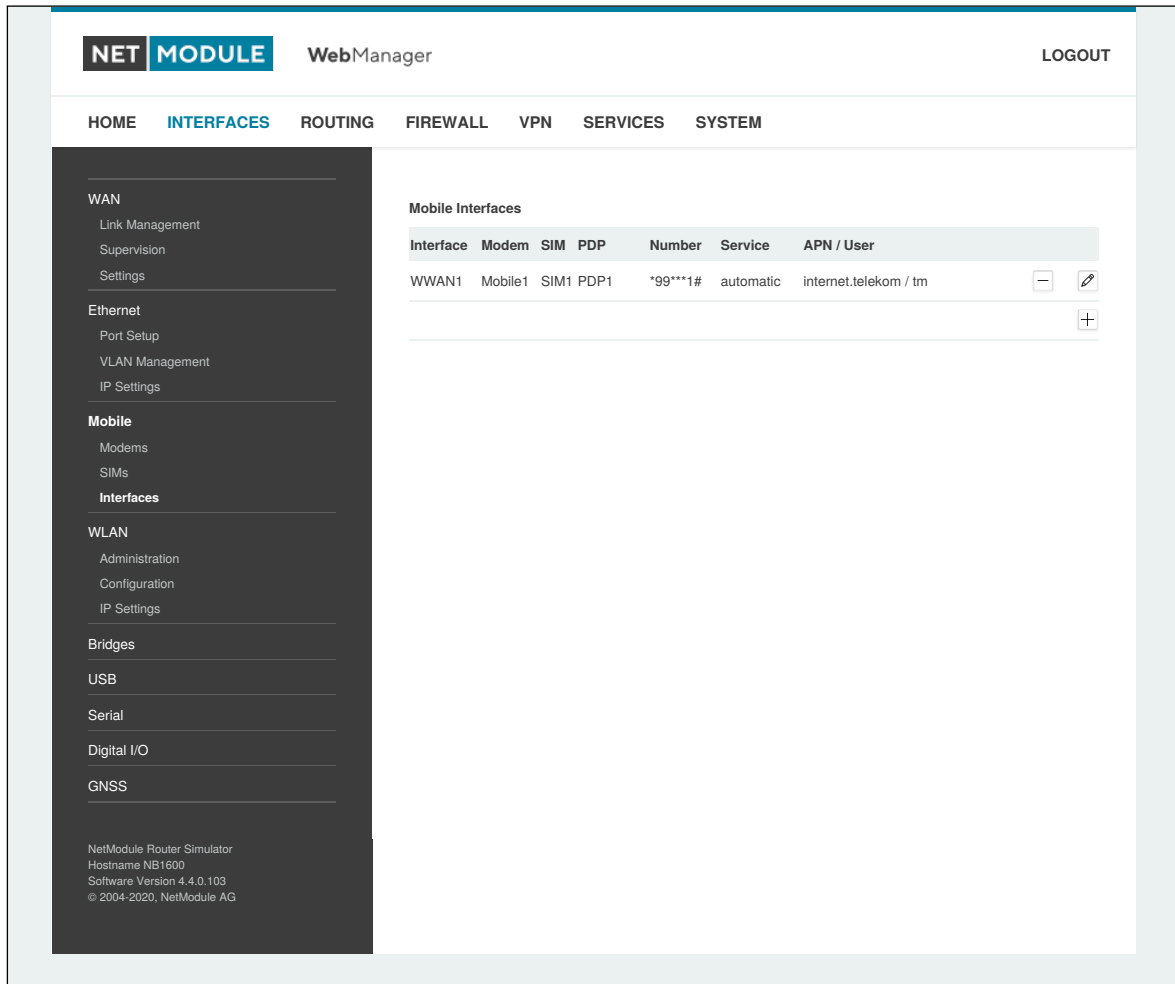 NET MODULE WebManager LOGOUT
HOME INTERFACES ROUTING FIREWALL VPN SERVICES SYSTEM
WAN
Link Management
Supervision
Settings
Ethernet
Port Setup
VLAN Management
IP Settings
Mobile
Modems
SIMs
Interfaces
WLAN
Administration
Configuration
IP Settings
Bridges
USB
Serial
Digital I/O
GNSS
NetModule Router Simulator
Hostname NB1600
Software Version 4.4.0.103
© 2004-2020, NetModule AG
Mobile Interfaces
Interface Modem SIM PDP Number Service APN / User
WWAN1 Mobile1 SIM1 PDP1 *99***1# automatic internet.telekom / tm